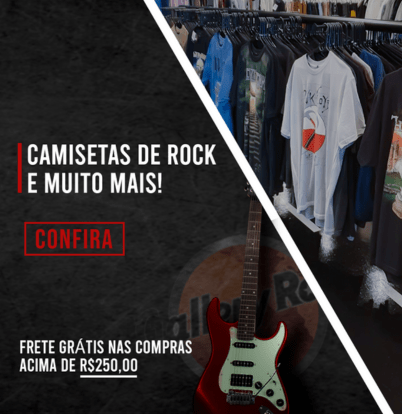 CAMISETAS DE ROCK
E MUITO MAIS!
CONFIRA
FRETE GRÁTIS NAS COMPRAS
ACIMA DE R$250,00